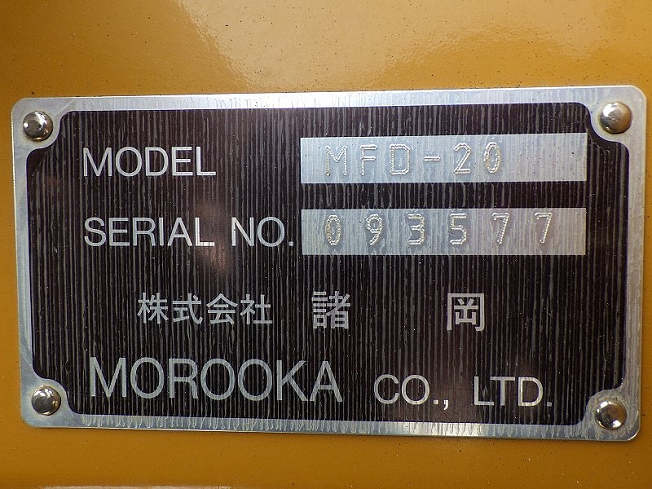 MODEL MFD-20
SERIAL NO. 093577
株式会社 諸 岡
MOROOKA CO., LTD.